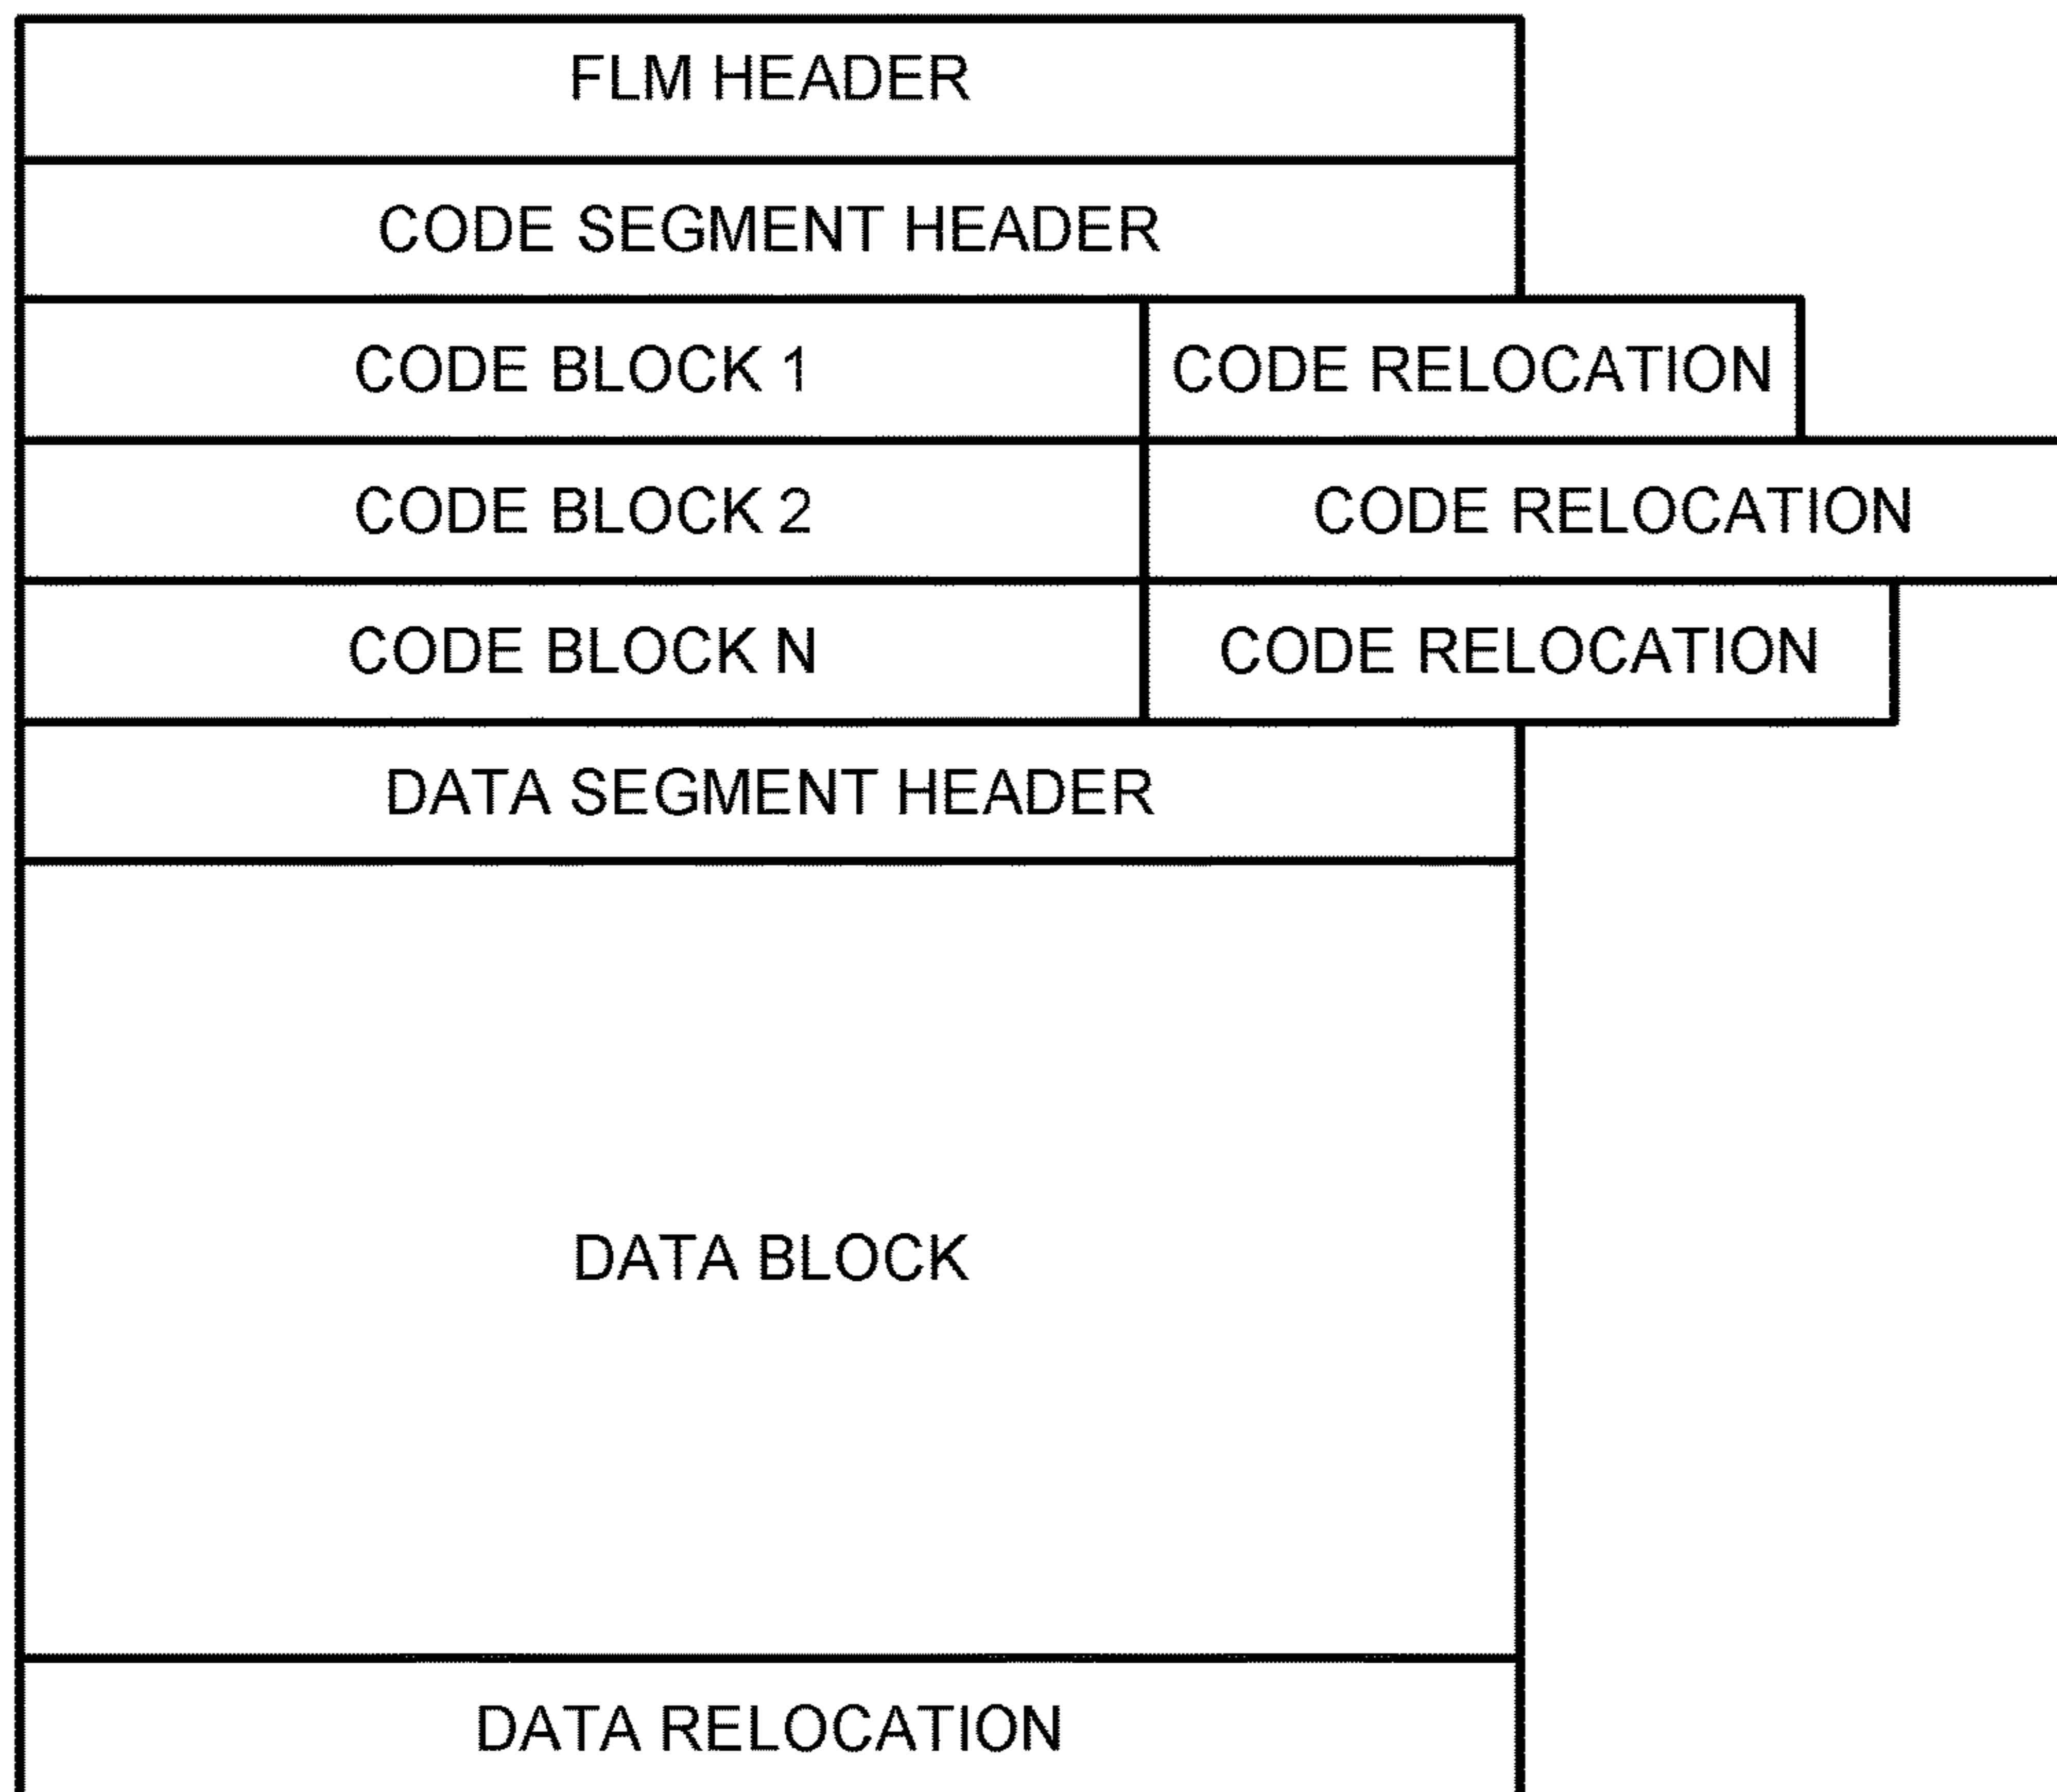 FLM HEADER
CODE SEGMENT HEADER
CODE BLOCK 1 CODE RELOCATION
CODE BLOCK 2 CODE RELOCATION
CODE BLOCK N CODE RELOCATION
DATA SEGMENT HEADER
DATA BLOCK
DATA RELOCATION